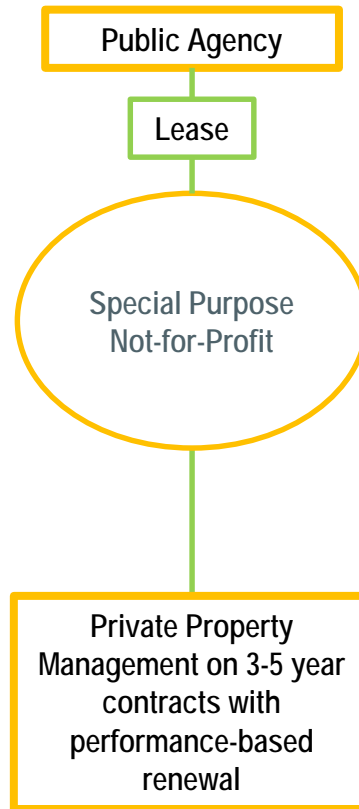 Public Agency
Lease
Special Purpose
Not-for-Profit
Private Property
Management on 3-5 year
contracts with
performance-based
renewal